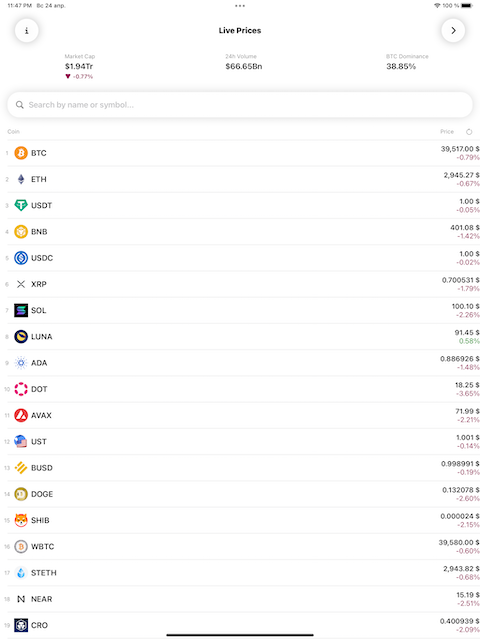 11:47 PM Вс 24 апр.
100 %
Live Prices
Market Cap
$1.94Tr
▼ -0.77%
24h Volume
$66.65Bn
BTC Dominance
38.85%
Search by name or symbol...
Coin Price
1 BTC 39,517.00 $
-0.79%
2 ETH 2,945.27 $
-0.67%
3 USDT 1.00 $
-0.05%
4 BNB 401.08 $
-1.42%
5 USDC 1.00 $
-0.02%
6 XRP 0.700531 $
-1.79%
7 SOL 100.10 $
-2.26%
8 LUNA 91.45 $
0.58%
9 ADA 0.886926 $
-1.48%
10 DOT 18.25 $
-3.65%
11 AVAX 71.99 $
-2.21%
12 UST 1.001 $
-0.14%
13 BUSD 0.998991 $
-0.19%
14 DOGE 0.132078 $
-2.60%
15 SHIB 0.000024 $
-2.15%
16 WBTC 39,580.00 $
-0.60%
17 STETH 2,943.82 $
-0.68%
18 NEAR 15.19 $
-2.51%
19 CRO 0.400939 $
-2.09%